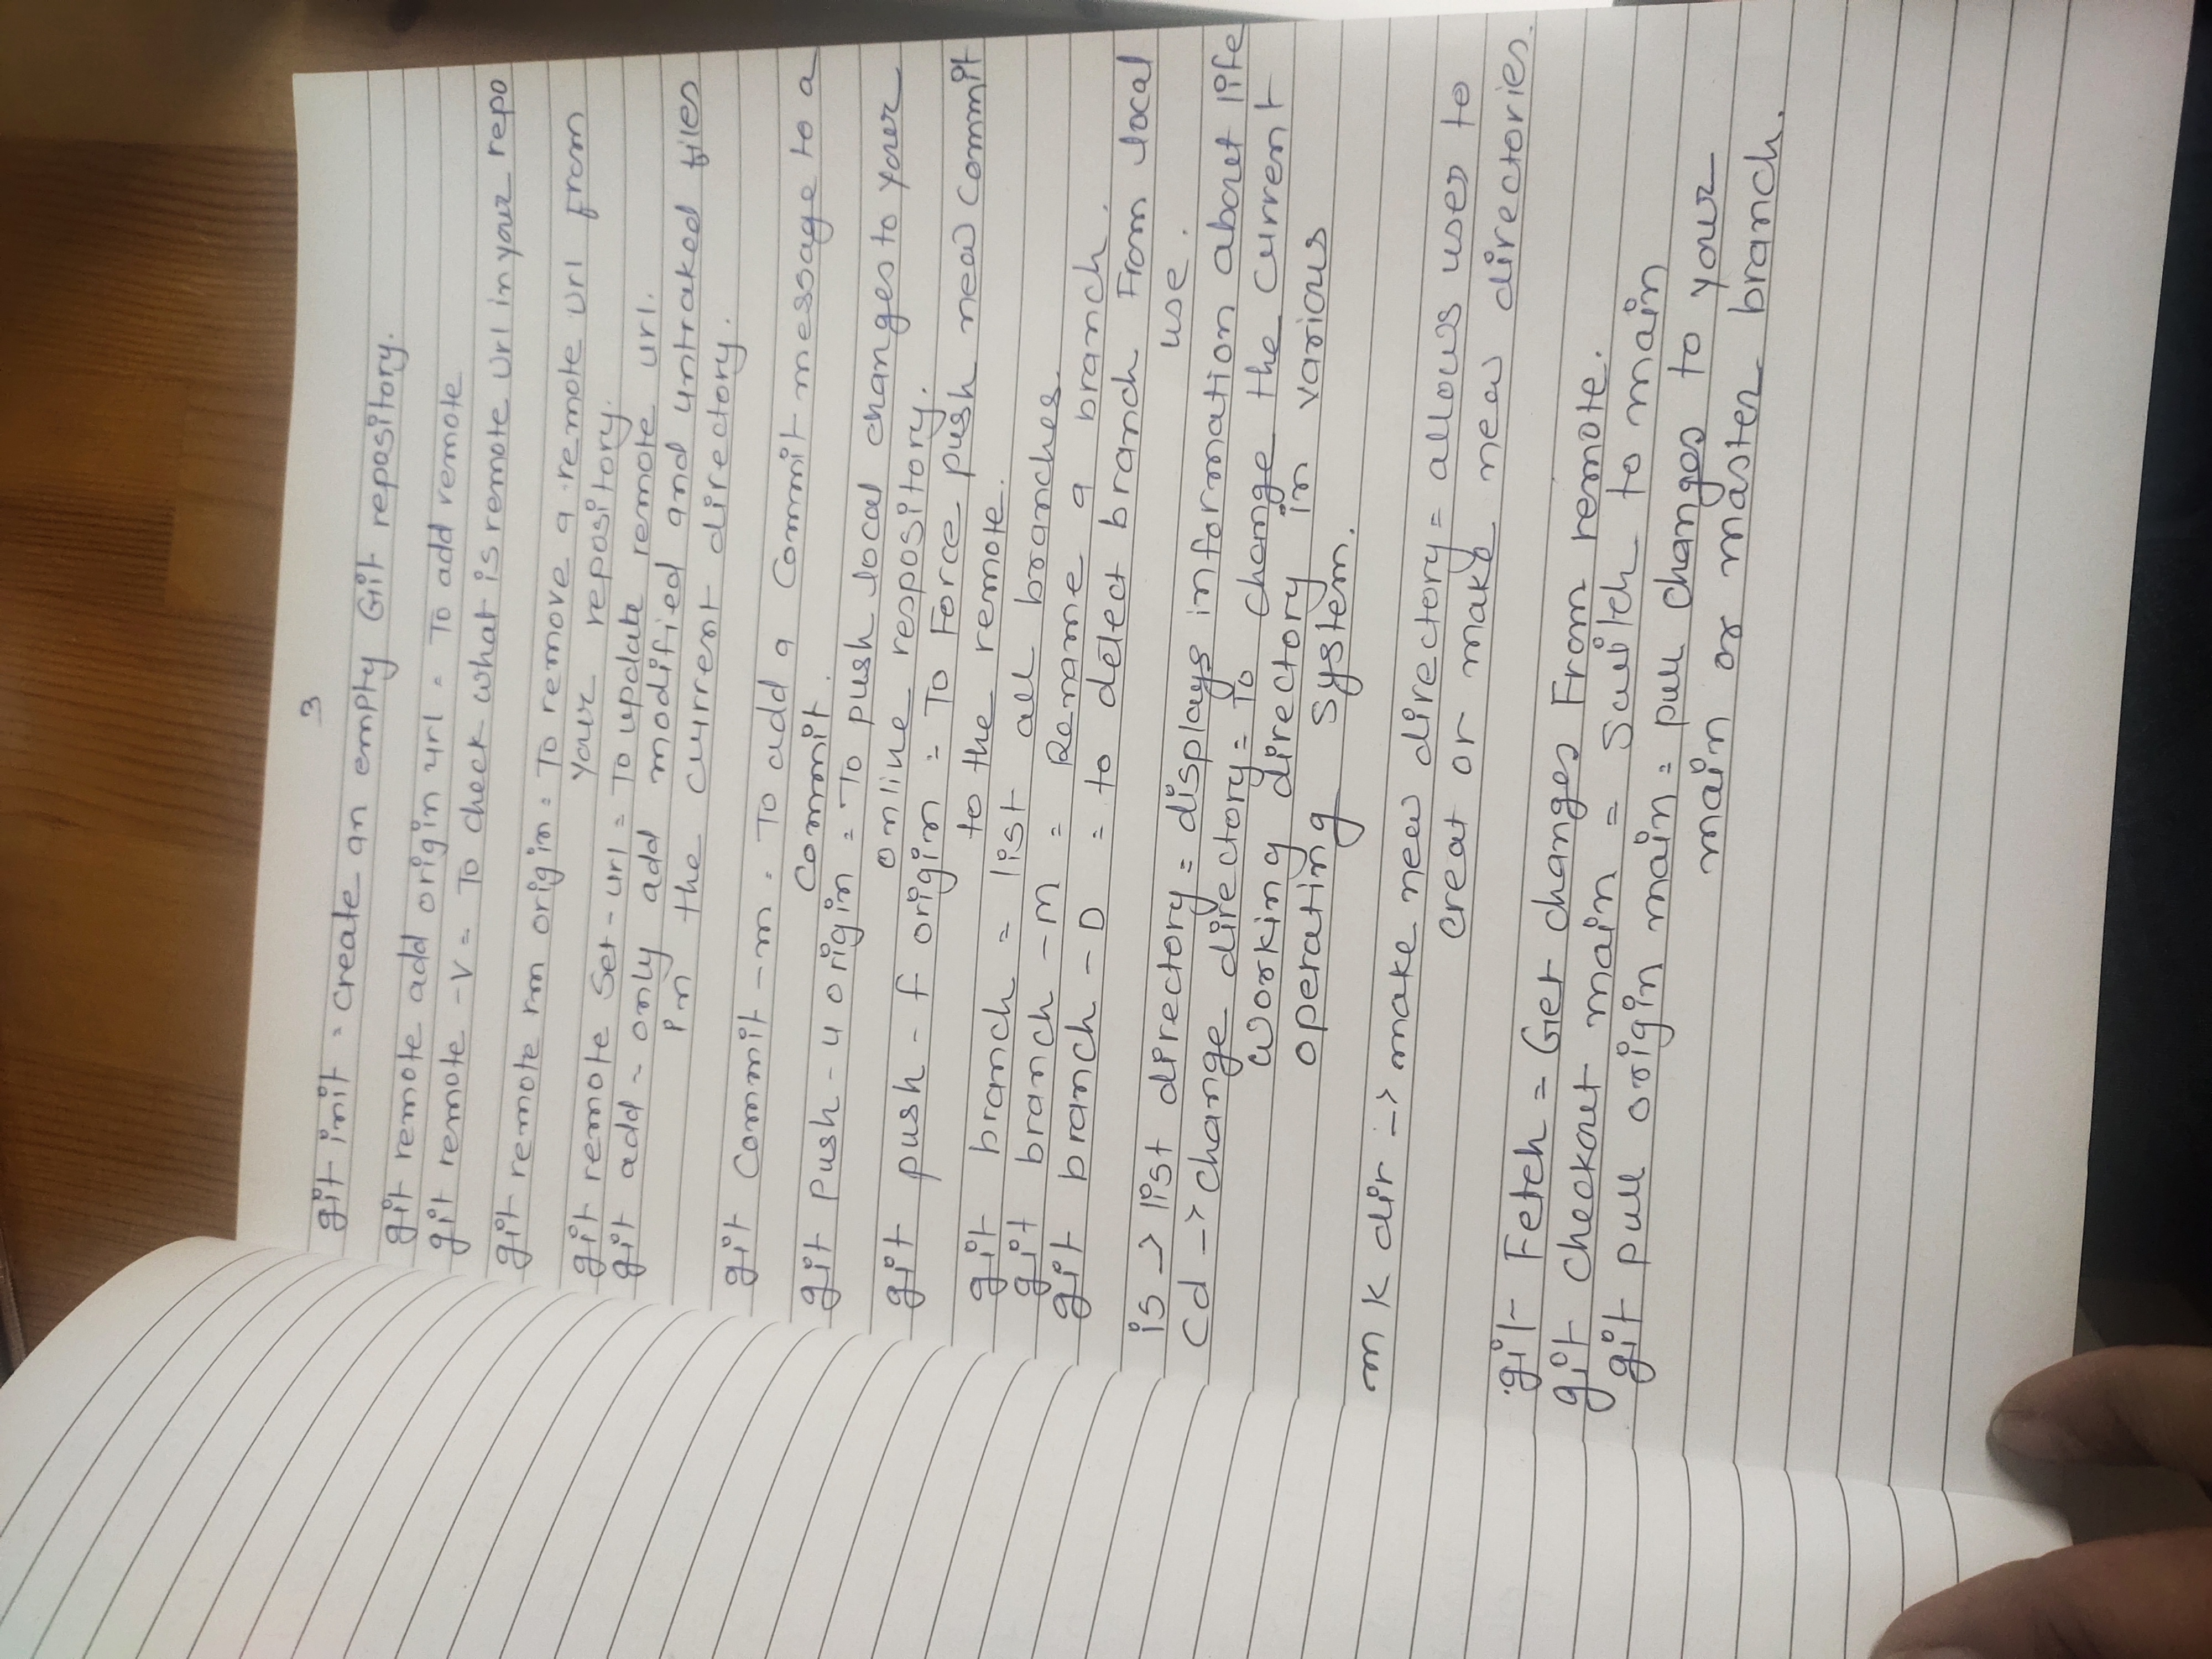 3
git init = create an empty Git repository.
git remote add origin url = To add remote
git remote -V = To check what is remote url in your repo
git remote rm origin = To remove a remote url From
your repository.
git remote Set-url = To update remote url.
git add ~ only add modified and untraked files
in the current directory.
git commit -m = To add a Commit message to a
Commit.
git Push -u origin = To push local changes to your
online respository.
git push -f origin = To Force push new commit
to the remote.
git branch = list all branches.
git branch -M = Rename a branch.
git branch -D = to delect branch From local
use.
is -> list directory = displays information about life
Cd -> change directory = To change the current
working directory in various
operating system.
m k dir -> make new directory = allows uses to
creat or make new directories.
git Fetch = Get changes From remote.
git checkout main = Switch to main
git pull origin main = pull changes to your
main or master branch.